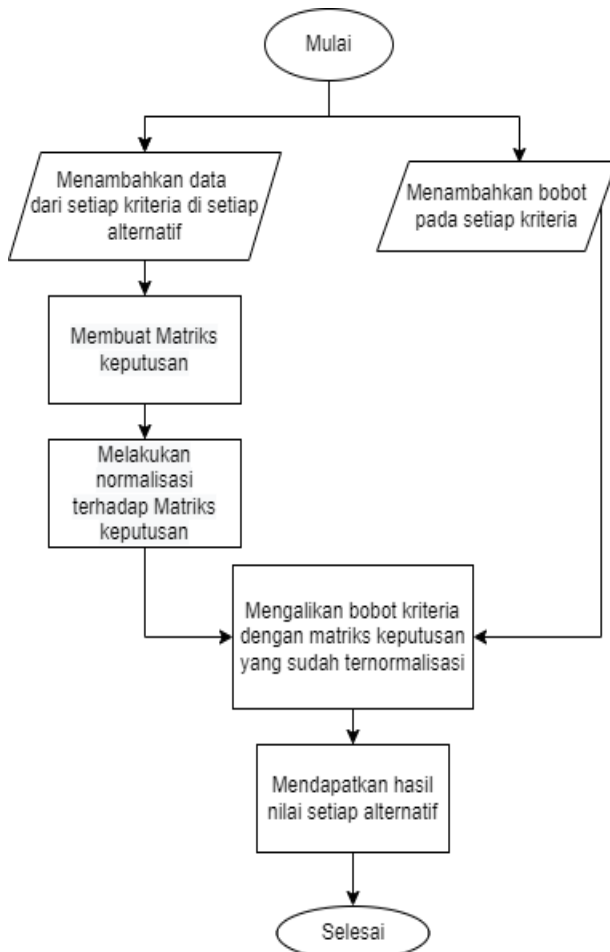 Mulai
Menambahkan data
dari setiap kriteria di setiap
alternatif
Menambahkan bobot
pada setiap kriteria
Membuat Matriks
keputusan
Melakukan
normalisasi
terhadap Matriks
keputusan
Mengalikan bobot kriteria
dengan matriks keputusan
yang sudah ternormalisasi
Mendapatkan hasil
nilai setiap alternatif
Selesai